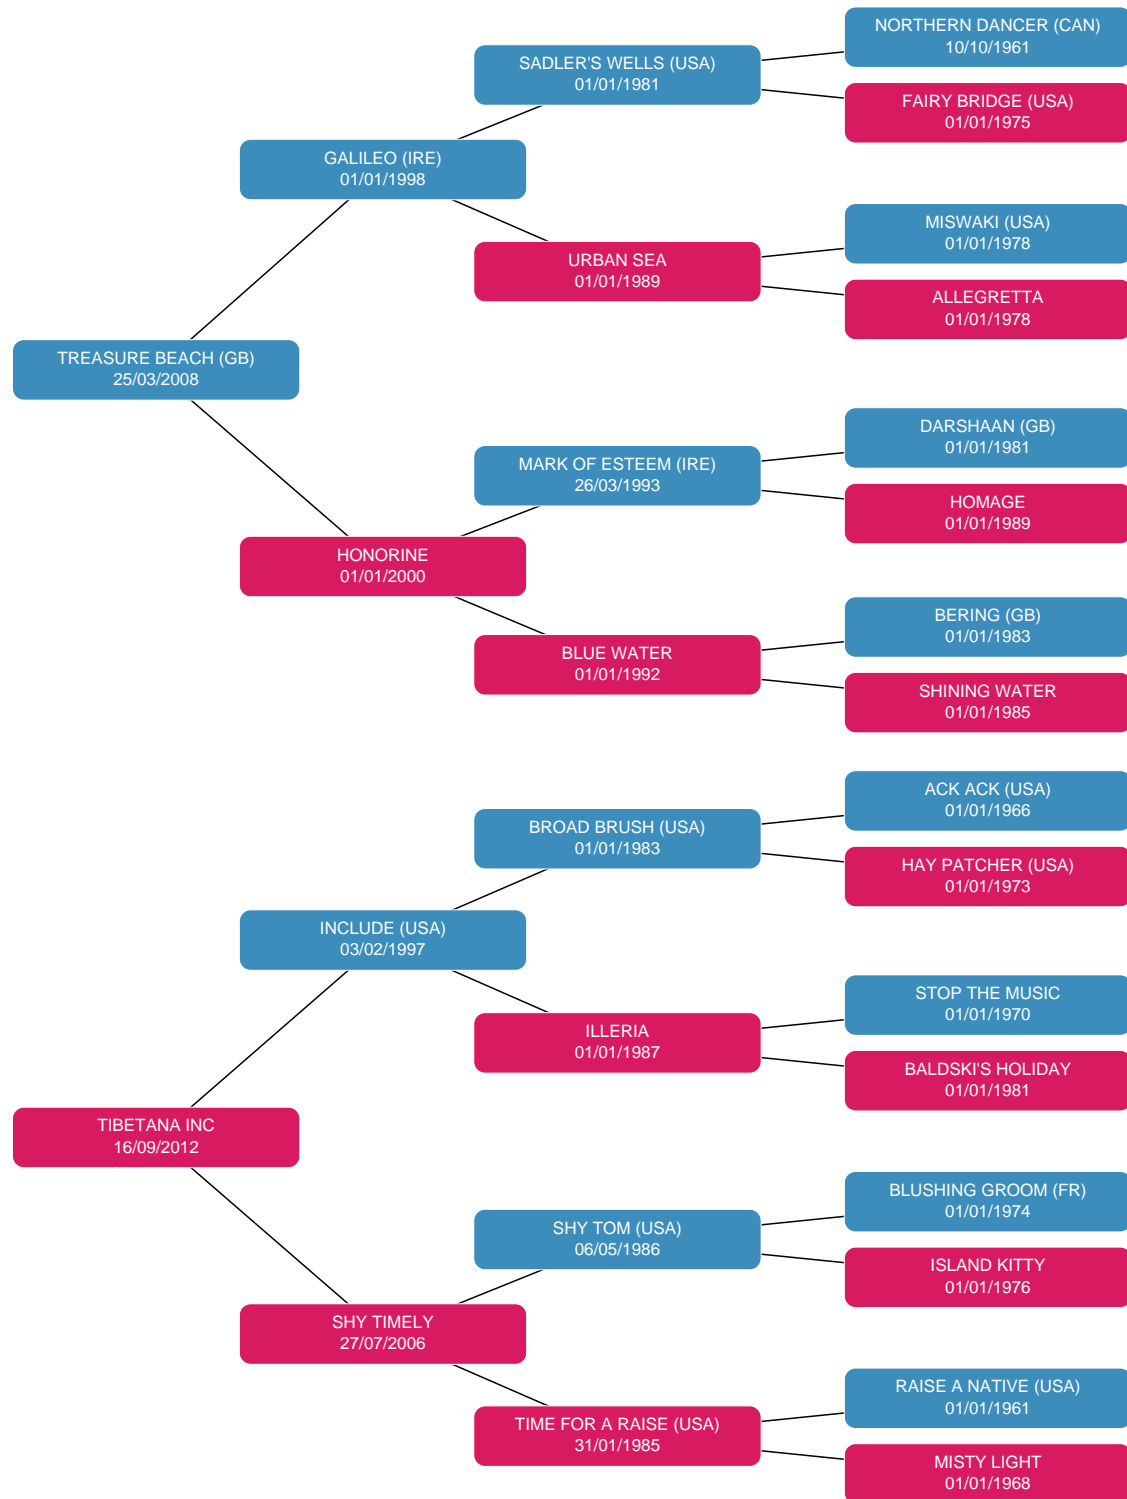 NORTHERN DANCER (CAN)
10/10/1961
SADLER'S WELLS (USA)
01/01/1981
FAIRY BRIDGE (USA)
01/01/1975
GALILEO (IRE)
01/01/1998
MISWAKI (USA)
01/01/1978
URBAN SEA
01/01/1989
ALLEGRETTA
01/01/1978
TREASURE BEACH (GB)
25/03/2008
DARSHAAN (GB)
01/01/1981
MARK OF ESTEEM (IRE)
26/03/1993
HOMAGE
01/01/1989
HONORINE
01/01/2000
BERING (GB)
01/01/1983
BLUE WATER
01/01/1992
SHINING WATER
01/01/1985
ACK ACK (USA)
01/01/1966
BROAD BRUSH (USA)
01/01/1983
HAY PATCHER (USA)
01/01/1973
INCLUDE (USA)
03/02/1997
STOP THE MUSIC
01/01/1970
ILLERIA
01/01/1987
BALDSKI'S HOLIDAY
01/01/1981
TIBETANA INC
16/09/2012
BLUSHING GROOM (FR)
01/01/1974
SHY TOM (USA)
06/05/1986
ISLAND KITTY
01/01/1976
SHY TIMELY
27/07/2006
RAISE A NATIVE (USA)
01/01/1961
TIME FOR A RAISE (USA)
31/01/1985
MISTY LIGHT
01/01/1968